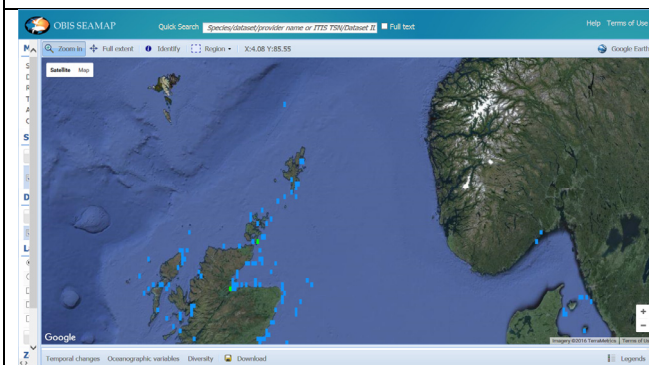 OBIS SEAMAP
Quick Search Species/dataset/provider name or ITIS TSN/Dataset II Full text
Help Terms of Use
Zoom in Full extent Identify Region X:4.08 Y:85.55 Google Earth
Satellite Map
S
D
R
T
A
C
S
D
L
Z
Google
Imagery ©2016 TerraMetrics Terms of Use
Temporal changes Oceanographic variables Diversity Download Legends